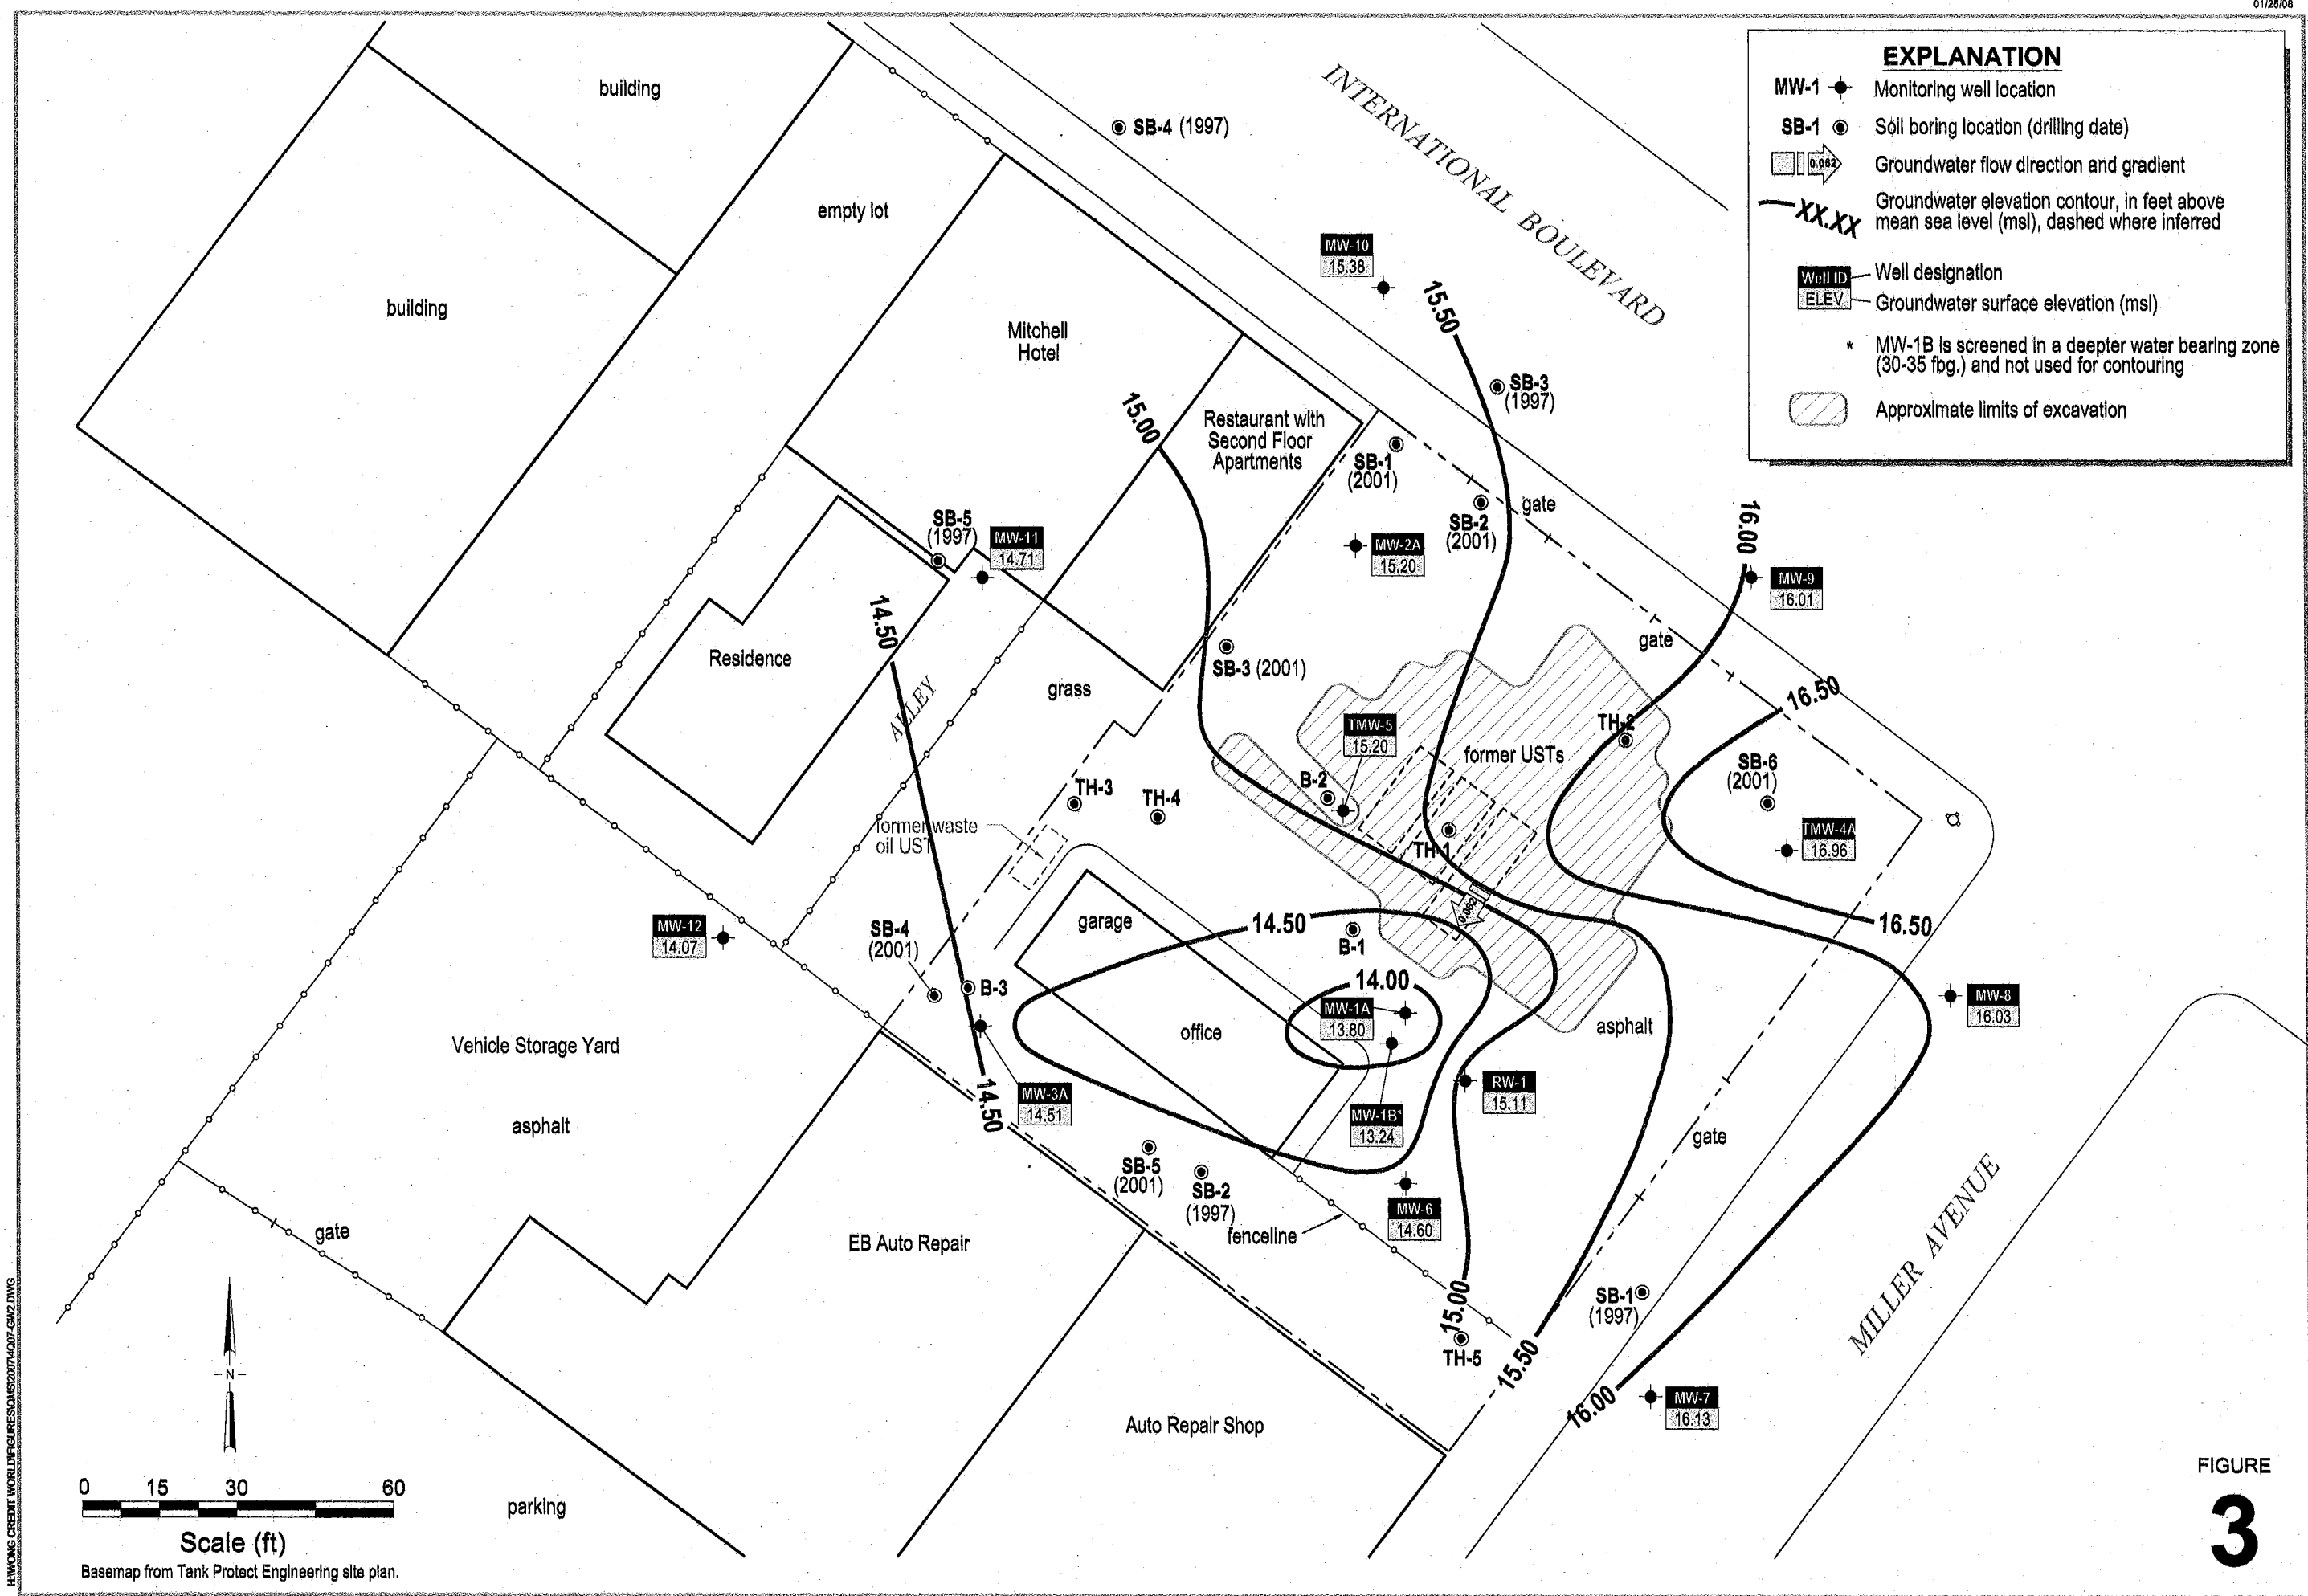 01/25/08
EXPLANATION
MW-1 Monitoring well location
SB-1 Soil boring location (drilling date)
0.062 Groundwater flow direction and gradient
XX.XX Groundwater elevation contour, in feet above
mean sea level (msl), dashed where inferred
Well ID Well designation
ELEV Groundwater surface elevation (msl)
* MW-1B is screened in a deepter water bearing zone
(30-35 fbg.) and not used for contouring
Approximate limits of excavation
building
SB-4 (1997)
INTERNATIONAL BOULEVARD
empty lot
MW-10
15.38
building
15.50
Mitchell
Hotel
SB-3
(1997)
15.00
Restaurant with
Second Floor
Apartments
SB-1
(2001)
gate
SB-2
(2001)
16.00
SB-5
(1997)
MW-11
14.71
MW-2A
15.20
MW-9
16.01
14.50
gate
Residence
SB-3 (2001)
grass
ALLEY
16.50
TMW-5
15.20
TH-2
former USTs
SB-6
(2001)
B-2
TH-3
TH-4
former waste
oil UST
TH-1
TMW-4A
16.96
0.062
garage
14.50
16.50
MW-12
14.07
SB-4
(2001)
B-1
14.00
B-3
MW-1A
13.80
MW-8
16.03
office
asphalt
Vehicle Storage Yard
MW-3A
14.51
14.50
RW-1
15.11
MW-1B*
13.24
asphalt
gate
SB-5
(2001)
SB-2
(1997)
MW-6
14.60
fenceline
gate
EB Auto Repair
MILLER AVENUE
15.00
SB-1
(1997)
TH-5
15.50
16.00
MW-7
16.13
N
Auto Repair Shop
0 15 30 60
Scale (ft)
parking
Basemap from Tank Protect Engineering site plan.
FIGURE
3
H:\WONG CREDIT WORLD\FIGURES\QMS\2007\4Q07-GW2.DWG